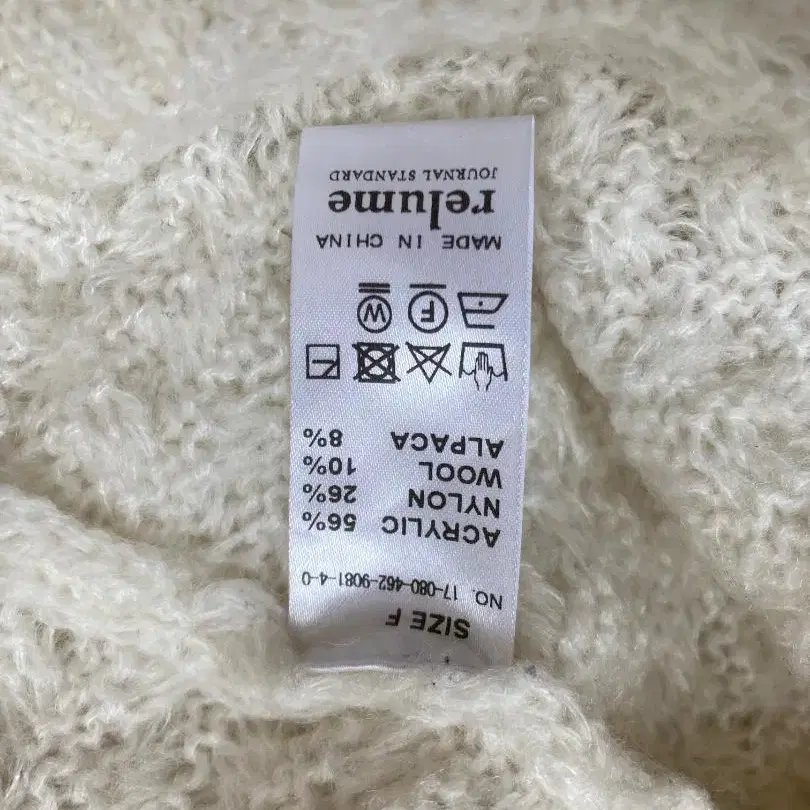 SIZE F
NO. 17-080-462-9081-4-0
ACRYLIC 56%
NYLON 26%
WOOL 10%
ALPACA 8%
F W
MADE IN CHINA
relume
JOURNAL STANDARD